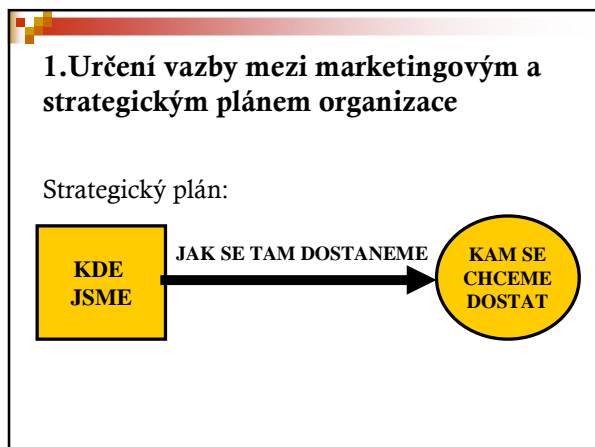 1.Určení vazby mezi marketingovým a
strategickým plánem organizace
Strategický plán:
KDE
JSME
JAK SE TAM DOSTANEME
KAM SE
CHCEME
DOSTAT